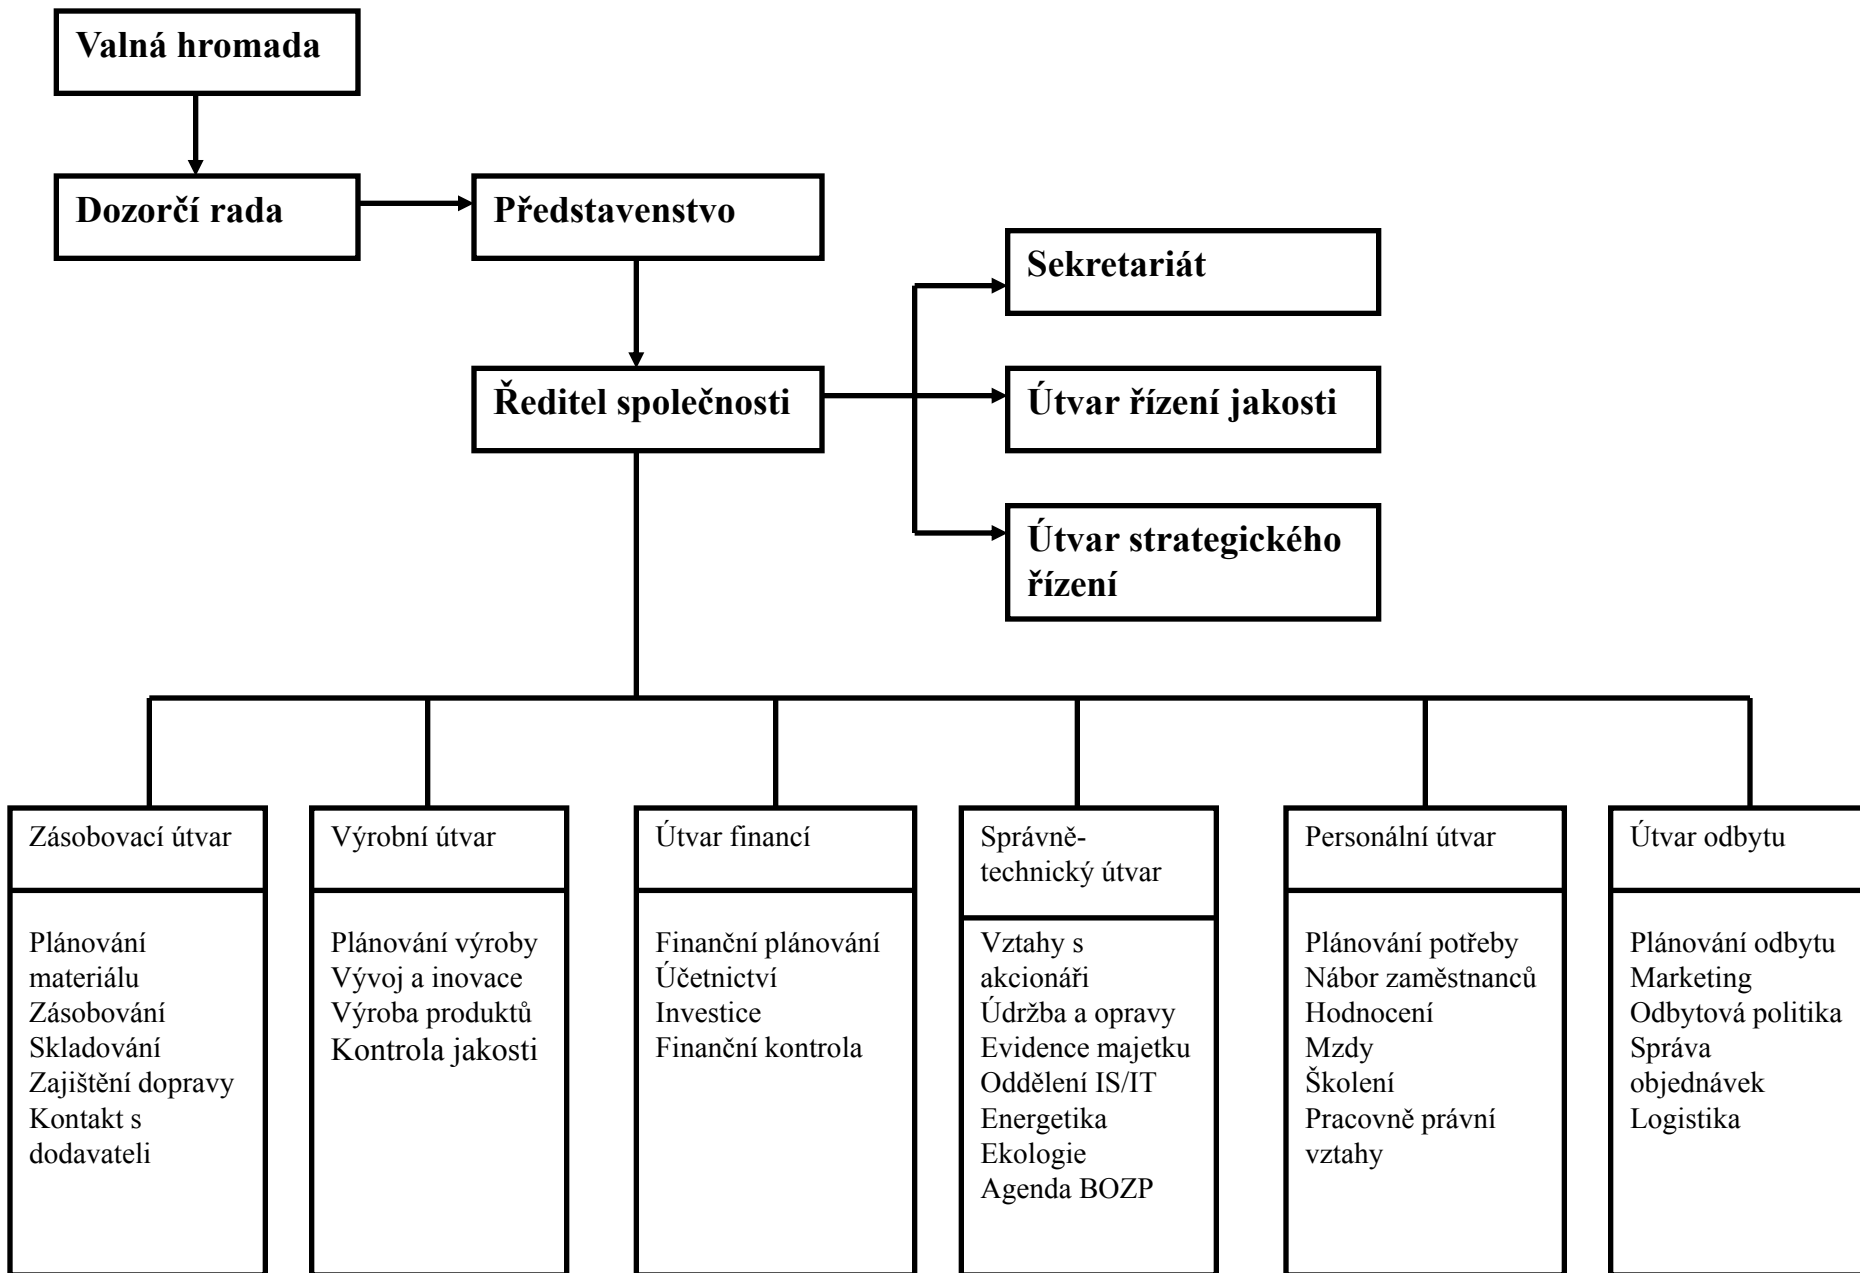 Valná hromada
Dozorčí rada
Představenstvo
Sekretariát
Ředitel společnosti
Útvar řízení jakosti
Útvar strategického
řízení
Zásobovací útvar
Plánování
materiálu
Zásobování
Skladování
Zajištění dopravy
Kontakt s
dodavateli
Výrobní útvar
Plánování výroby
Vývoj a inovace
Výroba produktů
Kontrola jakosti
Útvar financí
Finanční plánování
Účetnictví
Investice
Finanční kontrola
Správně-
technický útvar
Vztahy s
akcionáři
Údržba a opravy
Evidence majetku
Oddělení IS/IT
Energetika
Ekologie
Agenda BOZP
Personální útvar
Plánování potřeby
Nábor zaměstnanců
Hodnocení
Mzdy
Školení
Pracovně právní
vztahy
Útvar odbytu
Plánování odbytu
Marketing
Odbytová politika
Správa
objednávek
Logistika